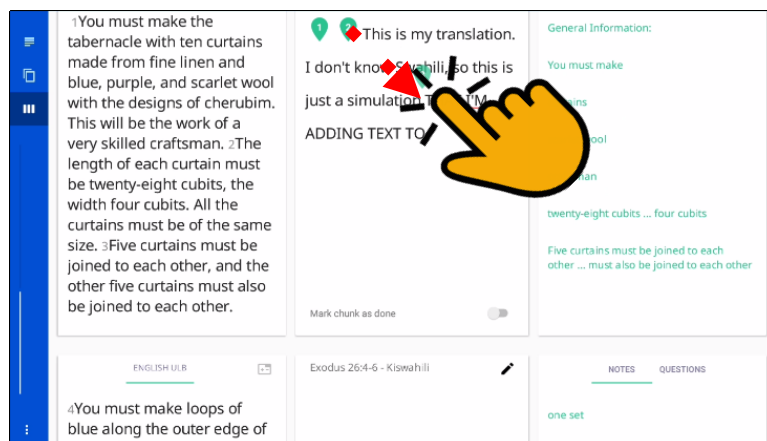 1You must make the
tabernacle with ten curtains
made from fine linen and
blue, purple, and scarlet wool
with the designs of cherubim.
This will be the work of a
very skilled craftsman. 2The
length of each curtain must
be twenty-eight cubits, the
width four cubits. All the
curtains must be of the same
size. 3Five curtains must be
joined to each other, and the
other five curtains must also
be joined to each other.
1 2 This is my translation.
I don't know Swahili, so this is
just a simulation I'M
ADDING TEXT TO
Mark chunk as done
General Information:
You must make
twenty-eight cubits ... four cubits
Five curtains must be joined to each
other ... must also be joined to each other
ENGLISH ULB
4You must make loops of
blue along the outer edge of
Exodus 26:4-6 - Kiswahili
NOTES QUESTIONS
one set